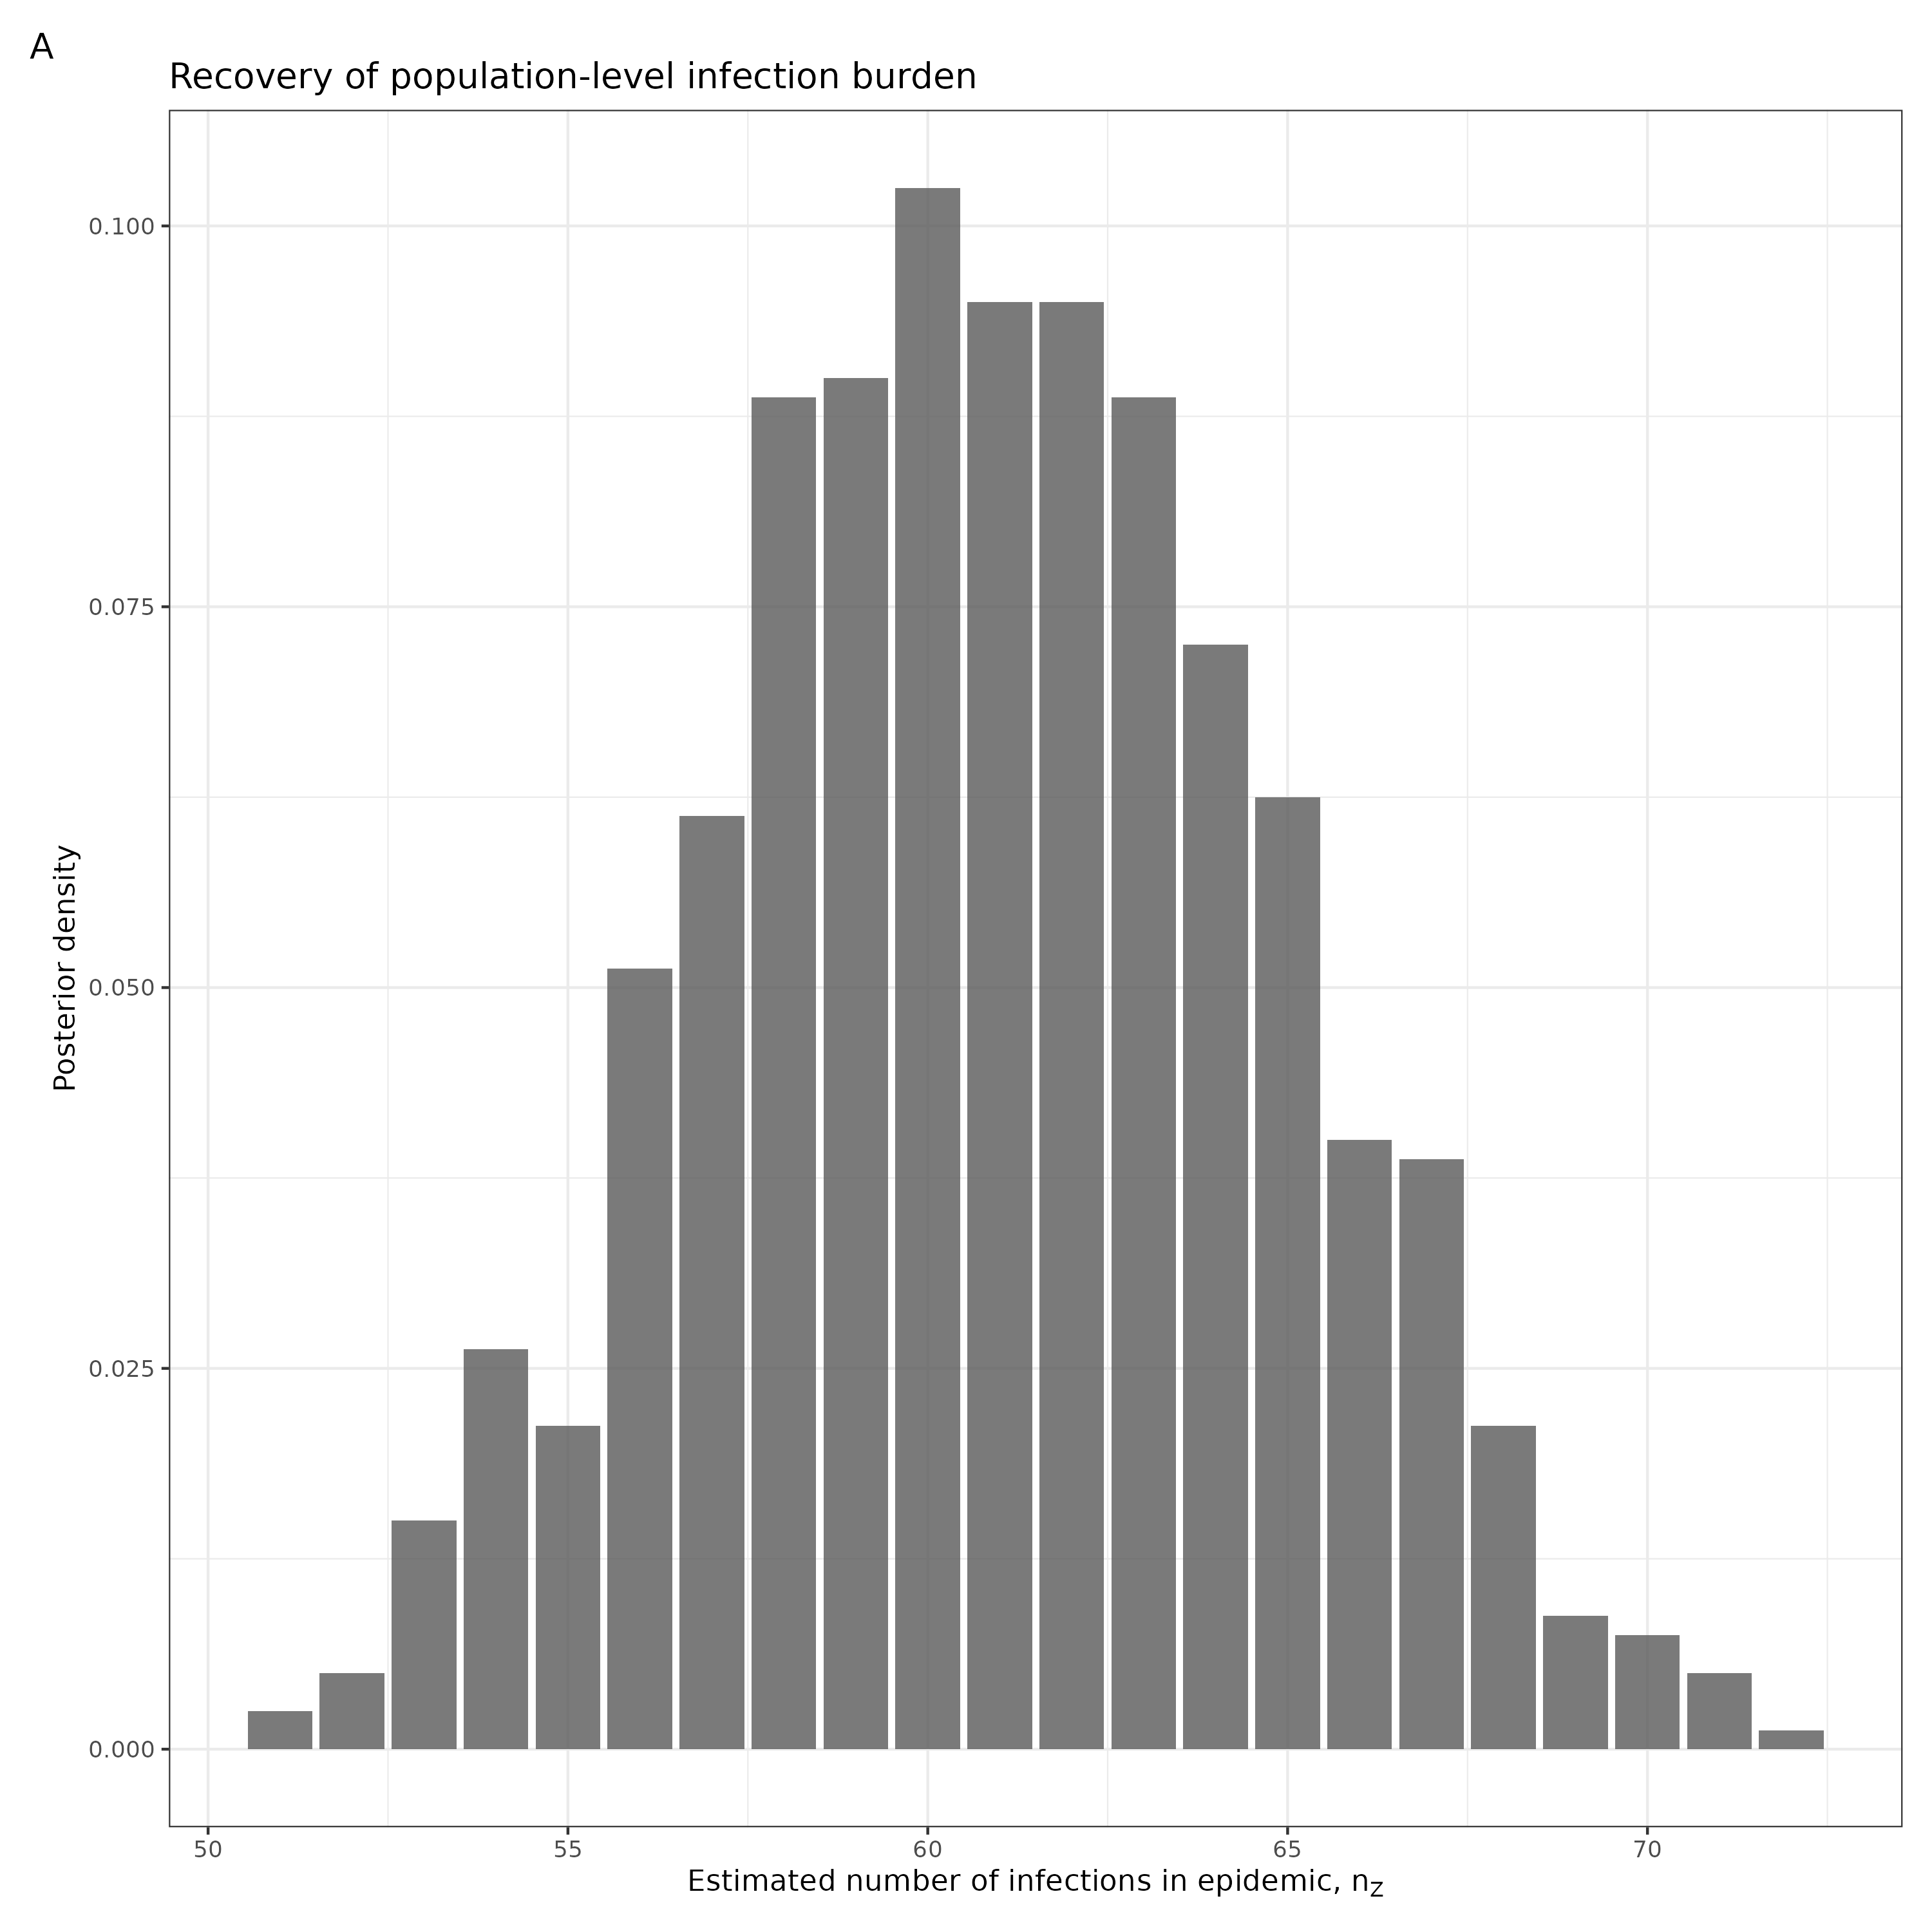 A
Recovery of population-level infection burden
Posterior density
0.100
0.075
0.050
0.025
0.000
50 55 60 65 70
Estimated number of infections in epidemic, n_Z